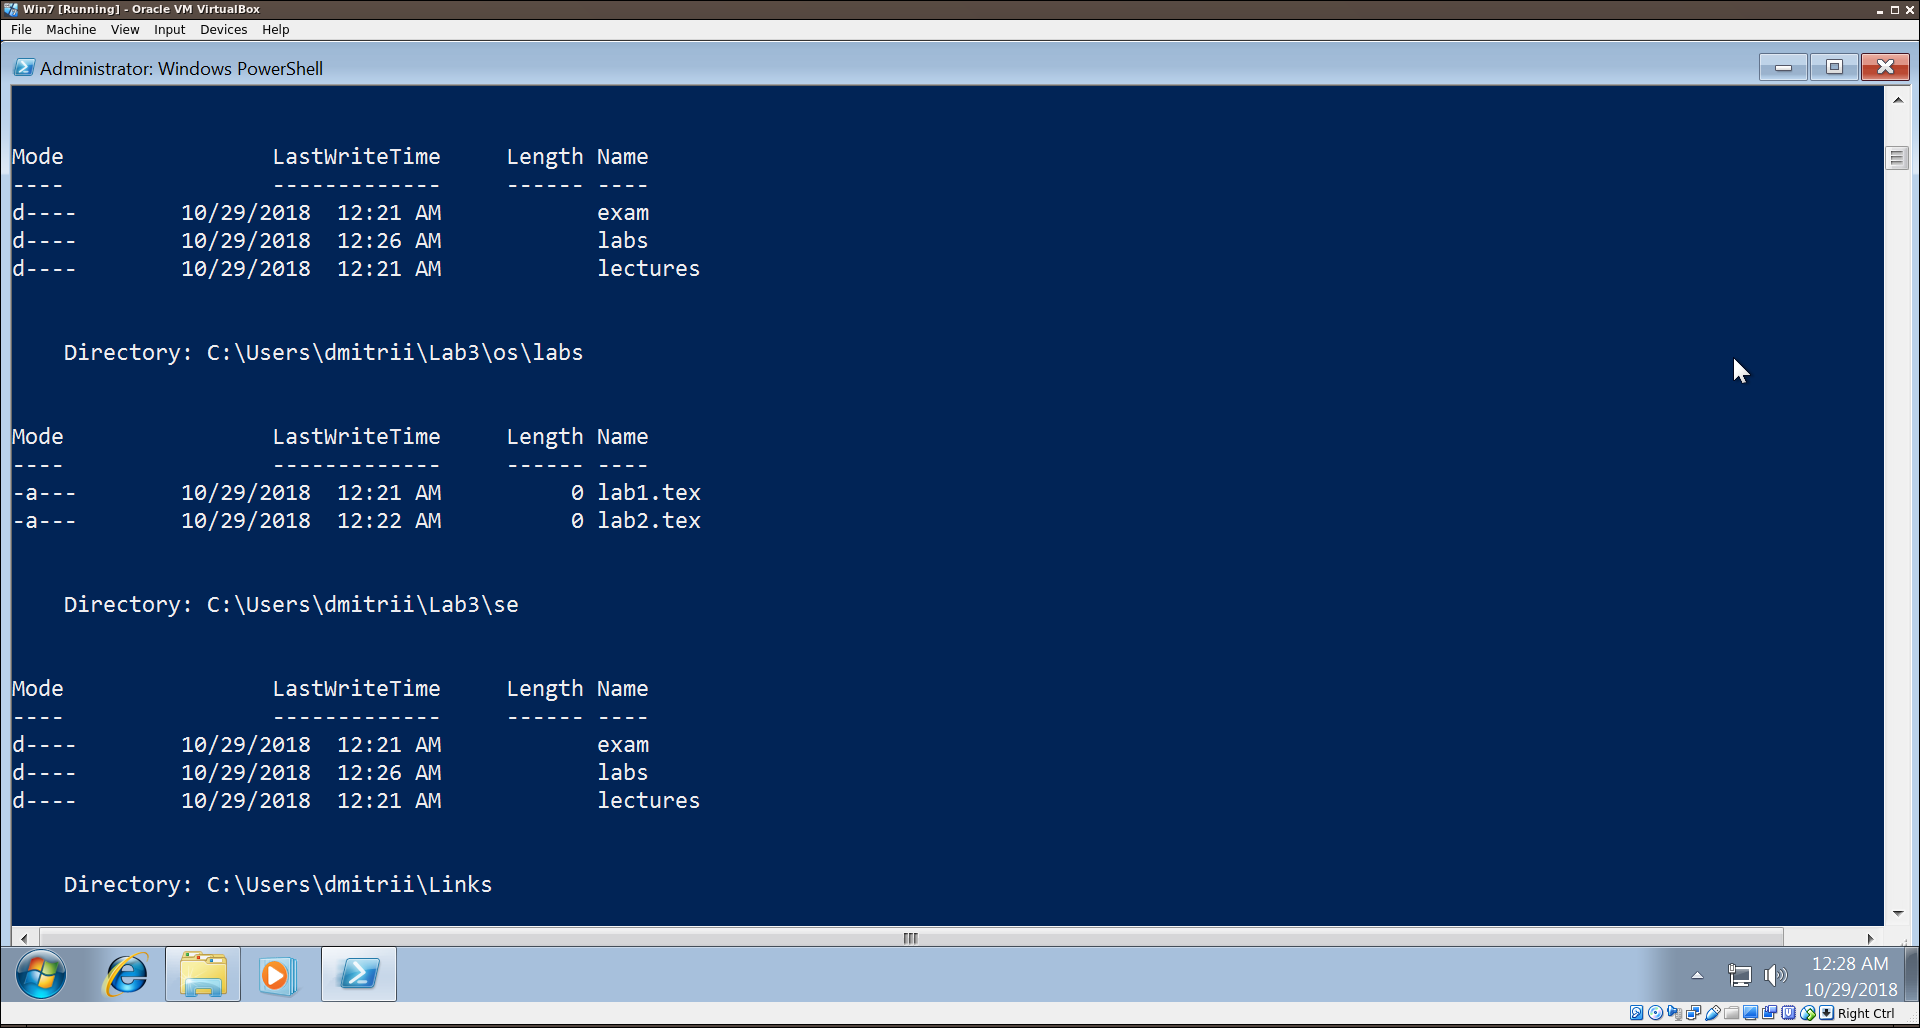 Win7 [Running] - Oracle VM VirtualBox
File Machine View Input Devices Help
Administrator: Windows PowerShell
Mode                LastWriteTime     Length Name
----                -------------     ------ ----
d----        10/29/2018  12:21 AM            exam
d----        10/29/2018  12:26 AM            labs
d----        10/29/2018  12:21 AM            lectures
Directory: C:\Users\dmitrii\Lab3\os\labs
Mode                LastWriteTime     Length Name
----                -------------     ------ ----
-a---        10/29/2018  12:21 AM          0 lab1.tex
-a---        10/29/2018  12:22 AM          0 lab2.tex
Directory: C:\Users\dmitrii\Lab3\se
Mode                LastWriteTime     Length Name
----                -------------     ------ ----
d----        10/29/2018  12:21 AM            exam
d----        10/29/2018  12:26 AM            labs
d----        10/29/2018  12:21 AM            lectures
Directory: C:\Users\dmitrii\Links
12:28 AM
10/29/2018
Right Ctrl